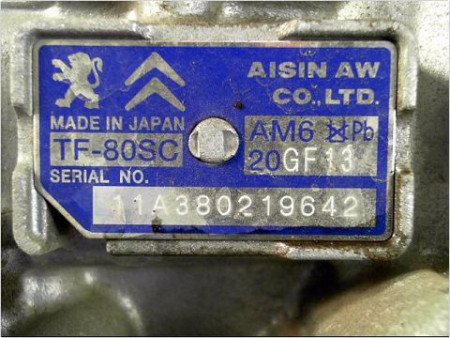 AISIN AW
CO., LTD.
MADE IN JAPAN
TF-80SC
AM6 Pb
20GF13
SERIAL NO.
11A380219642